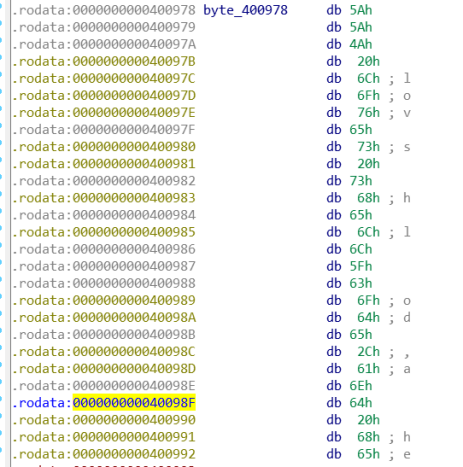 .rodata:0000000000400978 byte_400978 db 5Ah
.rodata:0000000000400979 db 5Ah
.rodata:000000000040097A db 4Ah
.rodata:000000000040097B db 20h
.rodata:000000000040097C db 6Ch ; l
.rodata:000000000040097D db 6Fh ; o
.rodata:000000000040097E db 76h ; v
.rodata:000000000040097F db 65h
.rodata:0000000000400980 db 73h ; s
.rodata:0000000000400981 db 20h
.rodata:0000000000400982 db 73h
.rodata:0000000000400983 db 68h ; h
.rodata:0000000000400984 db 65h
.rodata:0000000000400985 db 6Ch ; l
.rodata:0000000000400986 db 6Ch
.rodata:0000000000400987 db 5Fh
.rodata:0000000000400988 db 63h
.rodata:0000000000400989 db 6Fh ; o
.rodata:000000000040098A db 64h ; d
.rodata:000000000040098B db 65h
.rodata:000000000040098C db 2Ch ; ,
.rodata:000000000040098D db 61h ; a
.rodata:000000000040098E db 6Eh
.rodata:000000000040098F db 64h
.rodata:0000000000400990 db 20h
.rodata:0000000000400991 db 68h ; h
.rodata:0000000000400992 db 65h ; e